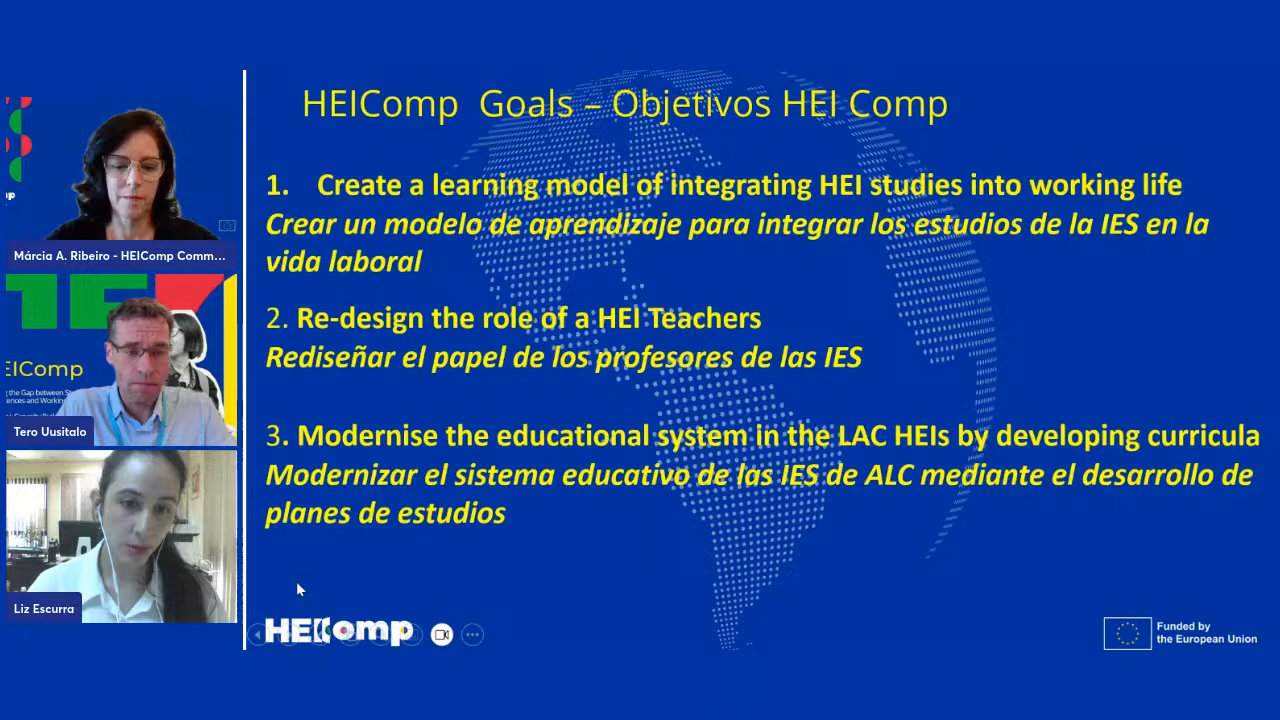 HEIComp Goals – Objetivos HEI Comp
1. Create a learning model of integrating HEI studies into working life
Crear un modelo de aprendizaje para integrar los estudios de la IES en la
vida laboral
2. Re-design the role of a HEI Teachers
Rediseñar el papel de los profesores de las IES
3. Modernise the educational system in the LAC HEIs by developing curricula
Modernizar el sistema educativo de las IES de ALC mediante el desarrollo de
planes de estudios
HEIComp
Funded by
the European Union
Márcia A. Ribeiro - HEIComp Comm...
EIComp
the Gap between
Tero Uusitalo
Liz Escurra